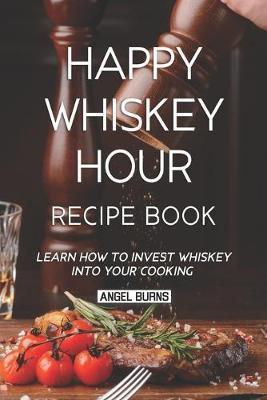 HAPPY
WHISKEY
HOUR
RECIPE BOOK
LEARN HOW TO INVEST WHISKEY
INTO YOUR COOKING
ANGEL BURNS